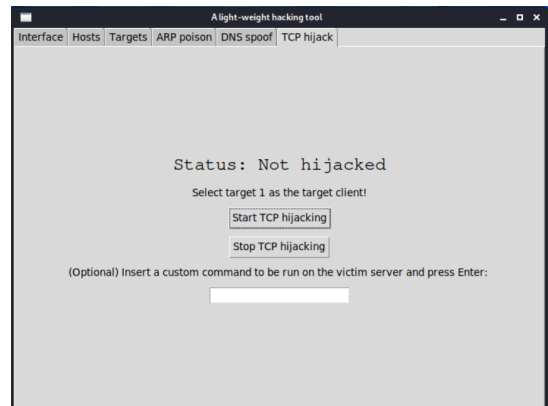 A light-weight hacking tool
Interface Hosts Targets ARP poison DNS spoof TCP hijack
Status: Not hijacked
Select target 1 as the target client!
Start TCP hijacking
Stop TCP hijacking
(Optional) Insert a custom command to be run on the victim server and press Enter: